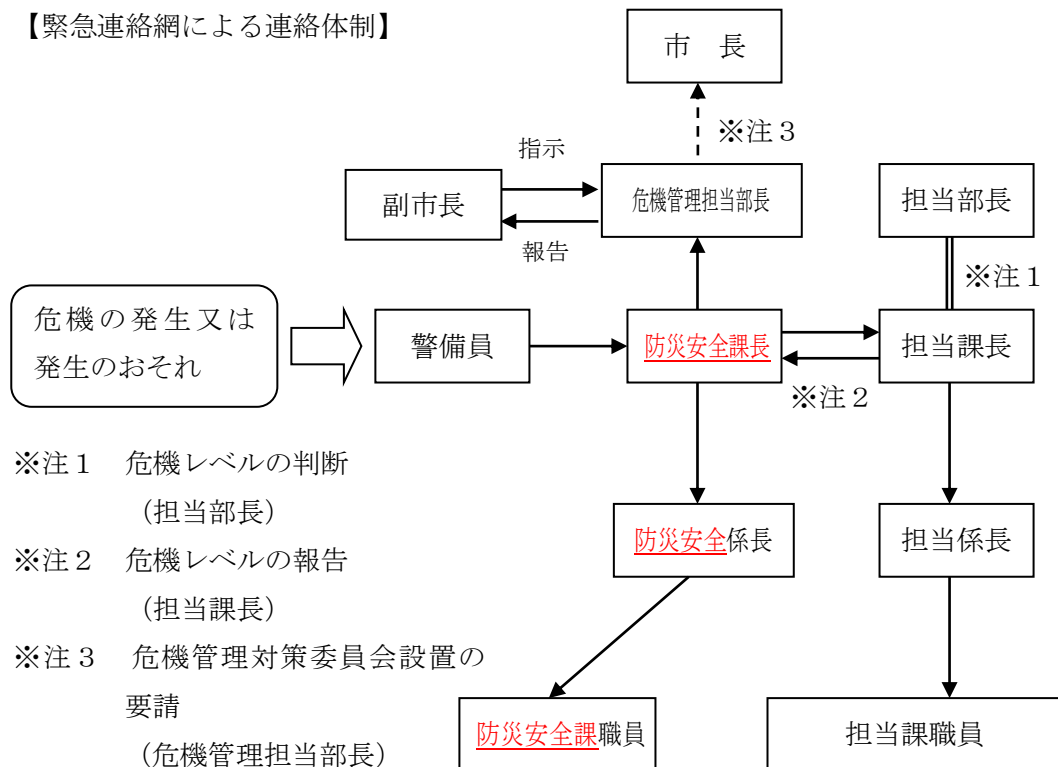 【緊急連絡網による連絡体制】
市 長
※注３
指示
副市長
危機管理担当部長
担当部長
報告
※注１
危機の発生又は
発生のおそれ
警備員
防災安全課長
担当課長
※注２
※注１ 危機レベルの判断
（担当部長）
※注２ 危機レベルの報告
（担当課長）
※注３ 危機管理対策委員会設置の
要請
（危機管理担当部長）
防災安全係長
担当係長
防災安全課職員
担当課職員